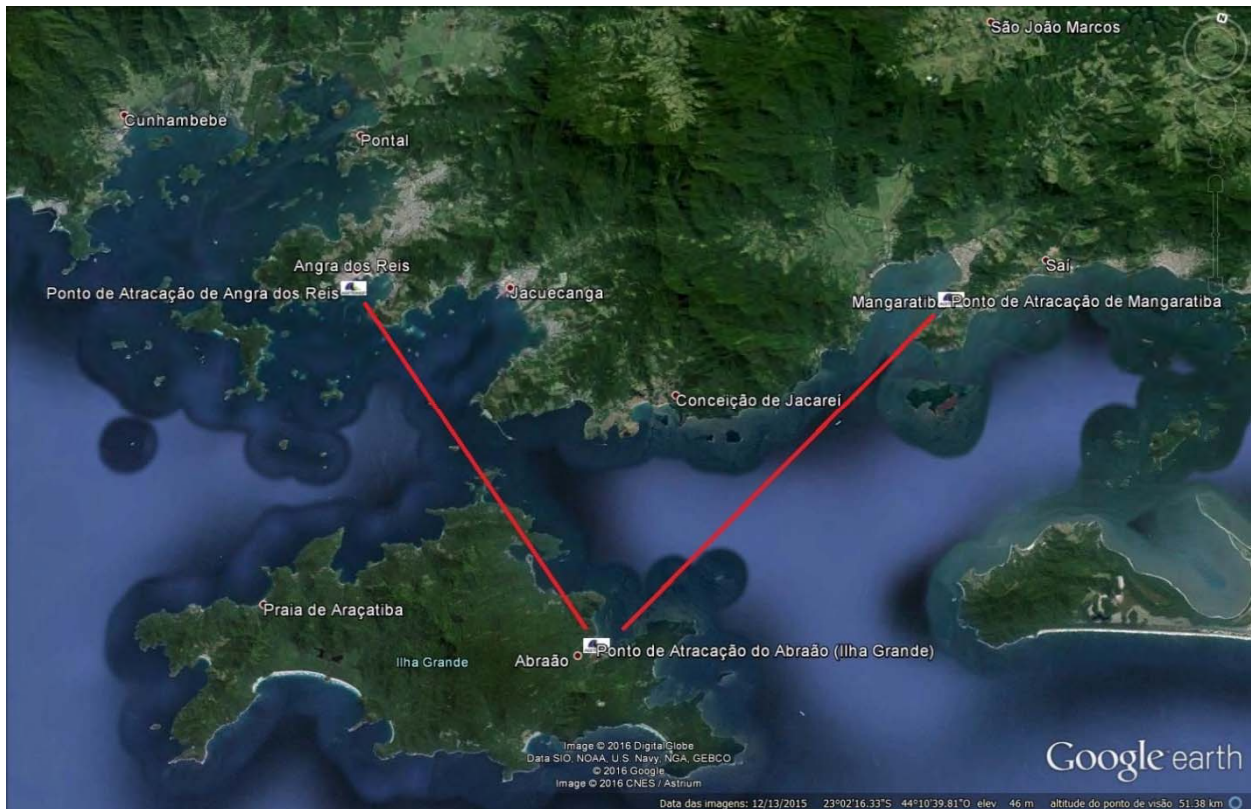 São João Marcos
N
Cunhambebe
Pontal
Angra dos Reis
Saí
Ponto de Atracação de Angra dos Reis
Jacuecanga
Mangaratib
Ponto de Atracação de Mangaratiba
Conceição de Jacareí
Praia de Araçatiba
Abraão
Ilha Grande
Ponto de Atracação do Abraão (Ilha Grande)
Image © 2016 DigitalGlobe
Data SIO, NOAA, U.S. Navy, NGA, GEBCO
© 2016 Google
Image © 2016 CNES / Astrium
Google earth
Data das imagens: 12/13/2015 23°02'16.33"S 44°10'39.81"O elev 46 m altitude do ponto de visão 51.38 km